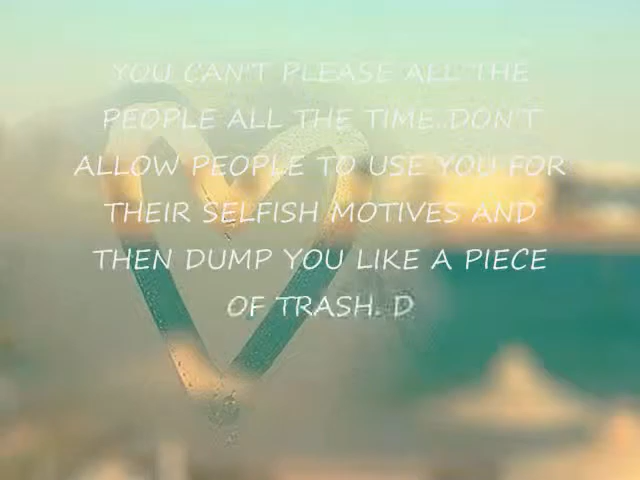 YOU CAN'T PLEASE ALL THE
PEOPLE ALL THE TIME..DON'T
ALLOW PEOPLE TO USE YOU FOR
THEIR SELFISH MOTIVES AND
THEN DUMP YOU LIKE A PIECE
OF TRASH. D